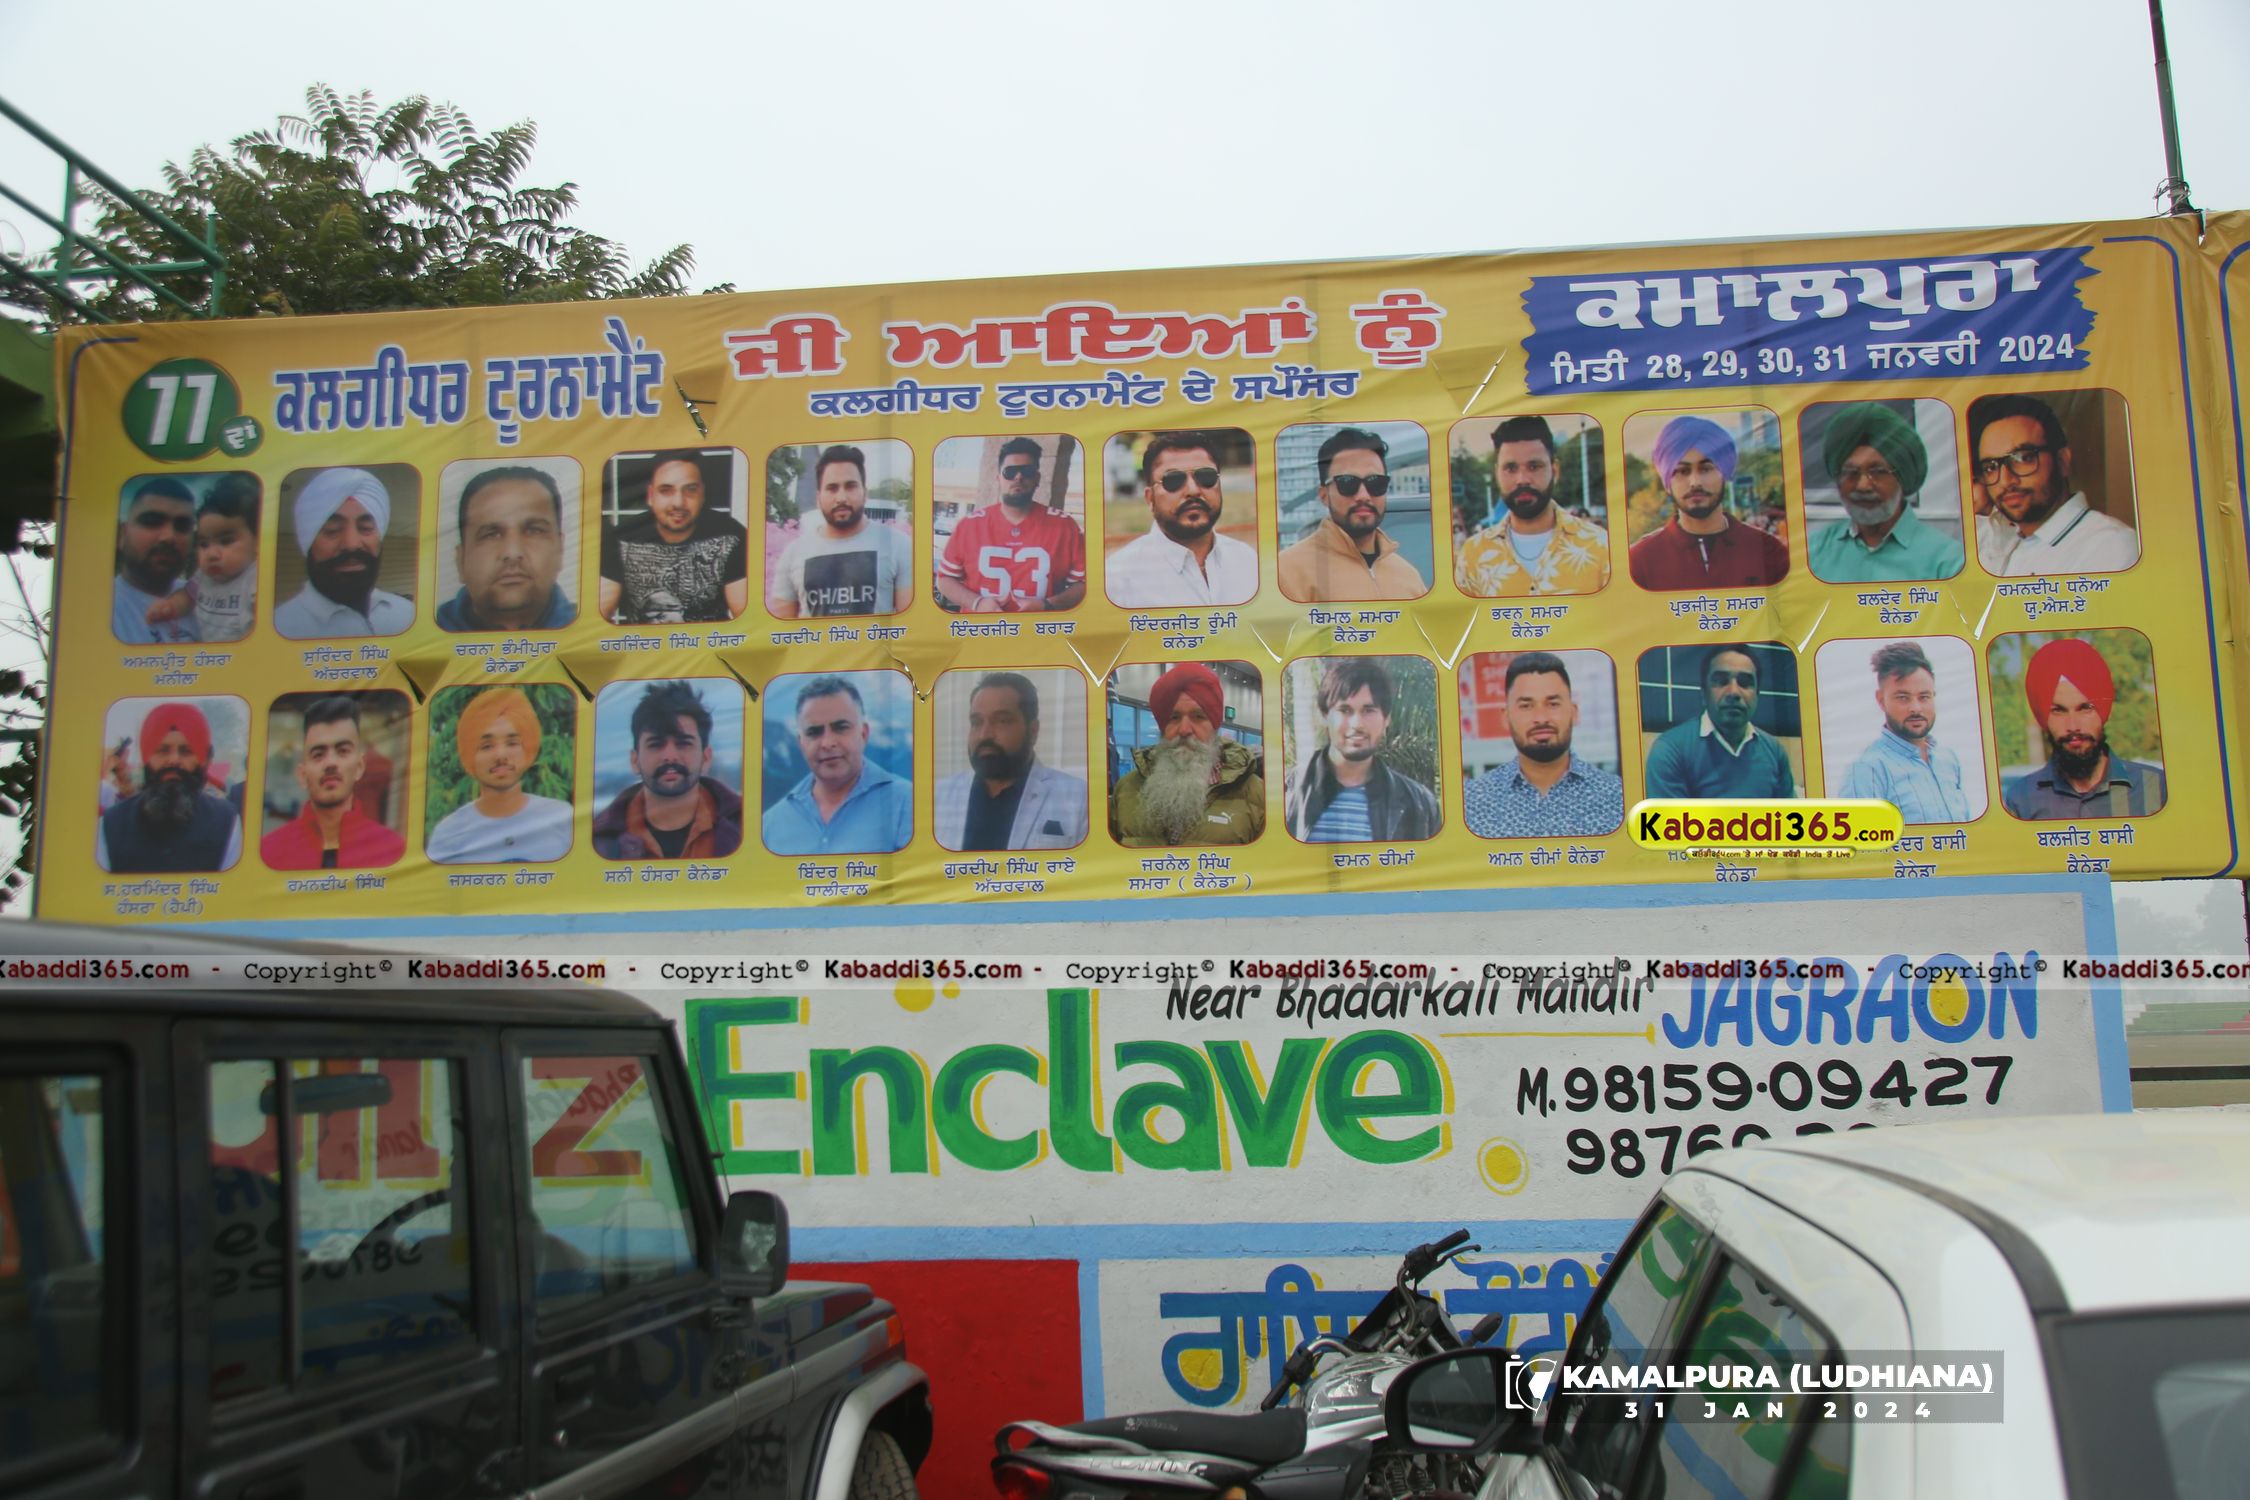 77 ਵਾਂ ਕਲਗੀਧਰ ਟੂਰਨਾਮੈਂਟ
ਜੀ ਆਇਆਂ ਨੂੰ
ਕਲਗੀਧਰ ਟੂਰਨਾਮੈਂਟ ਦੇ ਸਪੌਂਸਰ
ਕਮਾਲਪੁਰਾ
ਮਿਤੀ 28, 29, 30, 31 ਜਨਵਰੀ 2024
ਅਮਨਪ੍ਰੀਤ ਹੰਸਰਾ
ਮਨੀਲਾ
ਸੁਰਿੰਦਰ ਸਿੰਘ
ਅੱਚਰਵਾਲ
ਚਰਨਾ ਭੰਮੀਪੁਰਾ
ਕੈਨੇਡਾ
ਹਰਜਿੰਦਰ ਸਿੰਘ ਹੰਸਰਾ
ਹਰਦੀਪ ਸਿੰਘ ਹੰਸਰਾ
ਇੰਦਰਜੀਤ ਬਰਾੜ
ਇੰਦਰਜੀਤ ਰੂੰਮੀ
ਕਨੇਡਾ
ਬਿਮਲ ਸਮਰਾ
ਕੈਨੇਡਾ
ਭਵਨ ਸਮਰਾ
ਕੈਨੇਡਾ
ਪ੍ਰਭਜੀਤ ਸਮਰਾ
ਕੈਨੇਡਾ
ਬਲਦੇਵ ਸਿੰਘ
ਕੈਨੇਡਾ
ਰਮਨਦੀਪ ਧਨੋਆ
ਯੂ.ਐਸ.ਏ
ਸ.ਹਰਮਿੰਦਰ ਸਿੰਘ
ਹੰਸਰਾ (ਹੈਪੀ)
ਰਮਨਦੀਪ ਸਿੰਘ
ਜਸਕਰਨ ਹੰਸਰਾ
ਸਨੀ ਹੰਸਰਾ ਕੈਨੇਡਾ
ਬਿੰਦਰ ਸਿੰਘ
ਧਾਲੀਵਾਲ
ਗੁਰਦੀਪ ਸਿੰਘ ਰਾਏ
ਅੱਚਰਵਾਲ
ਜਰਨੈਲ ਸਿੰਘ
ਸਮਰਾ ( ਕੈਨੇਡਾ )
ਦਮਨ ਚੀਮਾਂ
ਅਮਨ ਚੀਮਾਂ ਕੈਨੇਡਾ
ਕੈਨੇਡਾ
ਬਾਸੀ
ਕੈਨੇਡਾ
ਬਲਜੀਤ ਬਾਸੀ
ਕੈਨੇਡਾ
53
Kabaddi365.com
Kabaddi365.com - Copyright© Kabaddi365.com - Copyright© Kabaddi365.com - Copyright© Kabaddi365.com - Copyright© Kabaddi365.com - Copyright© Kabaddi365.com
Near Bhadarkali Mandir JAGRAON
Enclave
M.98159-09427
KAMALPURA (LUDHIANA)
31 JAN 2024